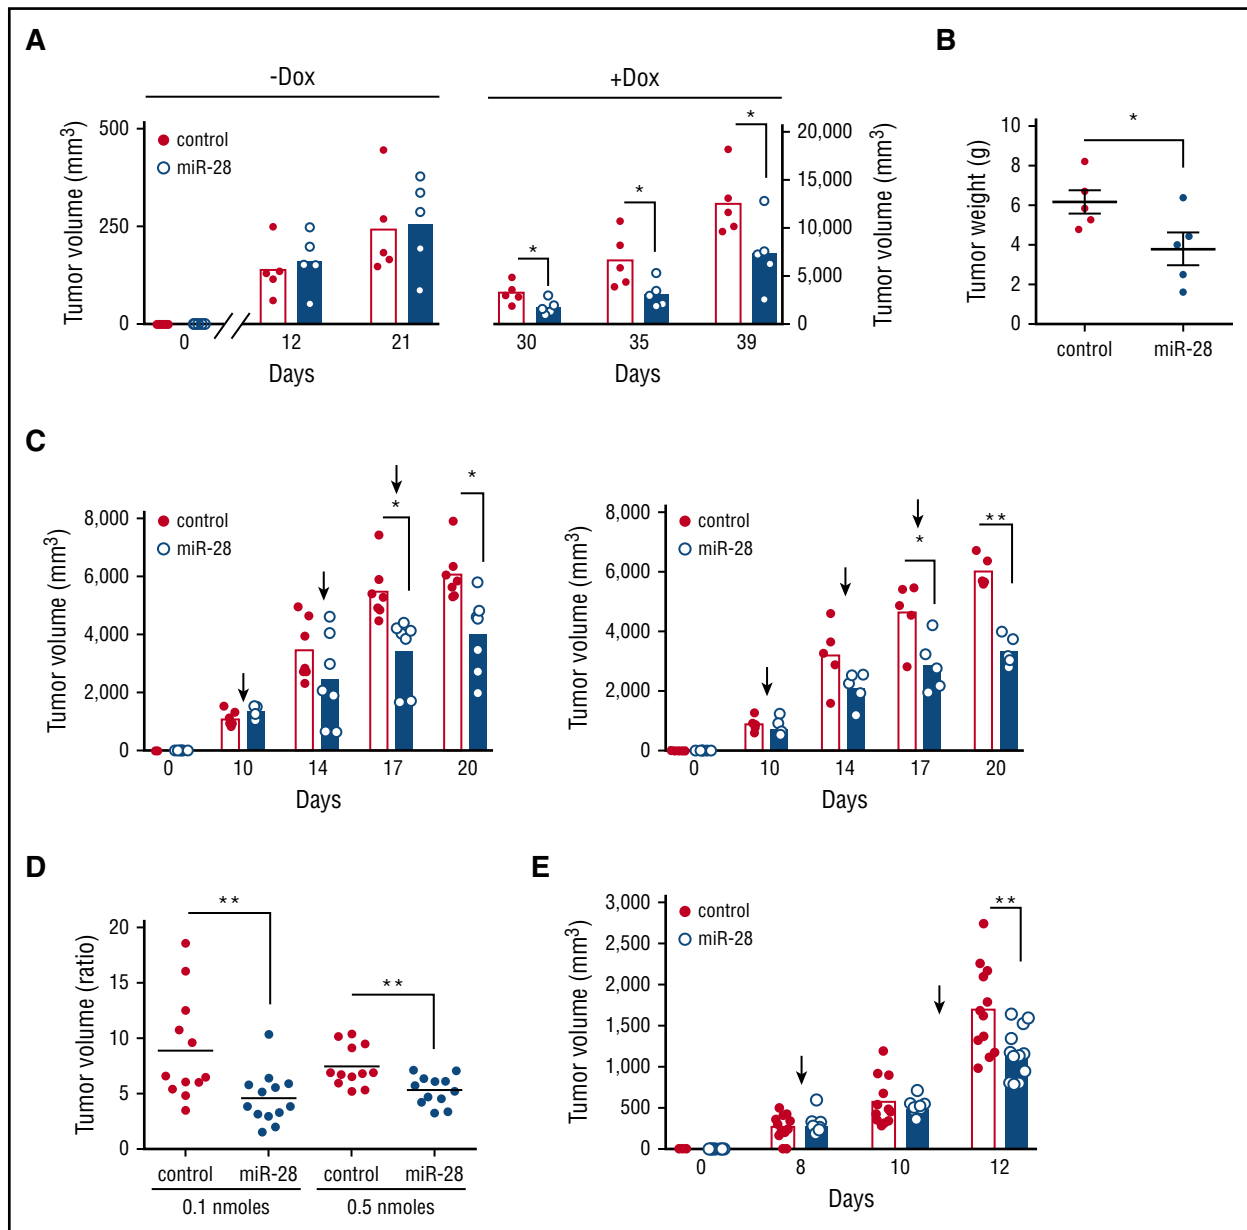 A
-Dox
+Dox
Tumor volume (mm³)
500
250
0
control
miR-28
0
12
21
Days
*
*
*
30
35
39
Days
20,000
15,000
10,000
5,000
0
Tumor volume (mm³)
B
Tumor weight (g)
10
8
6
4
2
0
*
control
miR-28
C
Tumor volume (mm³)
8,000
6,000
4,000
2,000
0
control
miR-28
*
*
0
10
14
17
20
Days
Tumor volume (mm³)
8,000
6,000
4,000
2,000
0
control
miR-28
*
**
0
10
14
17
20
Days
D
Tumor volume (ratio)
20
15
10
5
0
**
**
control
miR-28
control
miR-28
0.1 nmoles
0.5 nmoles
E
Tumor volume (mm³)
3,000
2,500
2,000
1,500
1,000
500
0
control
miR-28
**
0
8
10
12
Days